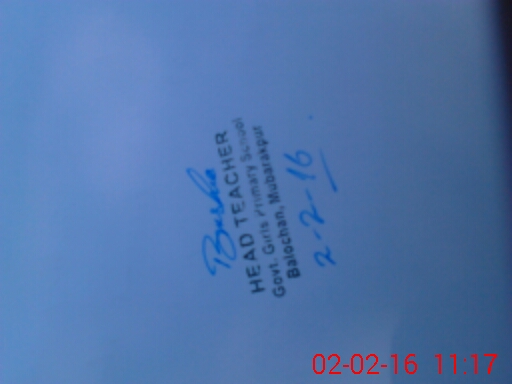 HEAD TEACHER
Govt. Girls Primary School
Balochan, Mubarakpur
2-2-16
02-02-16 11:17